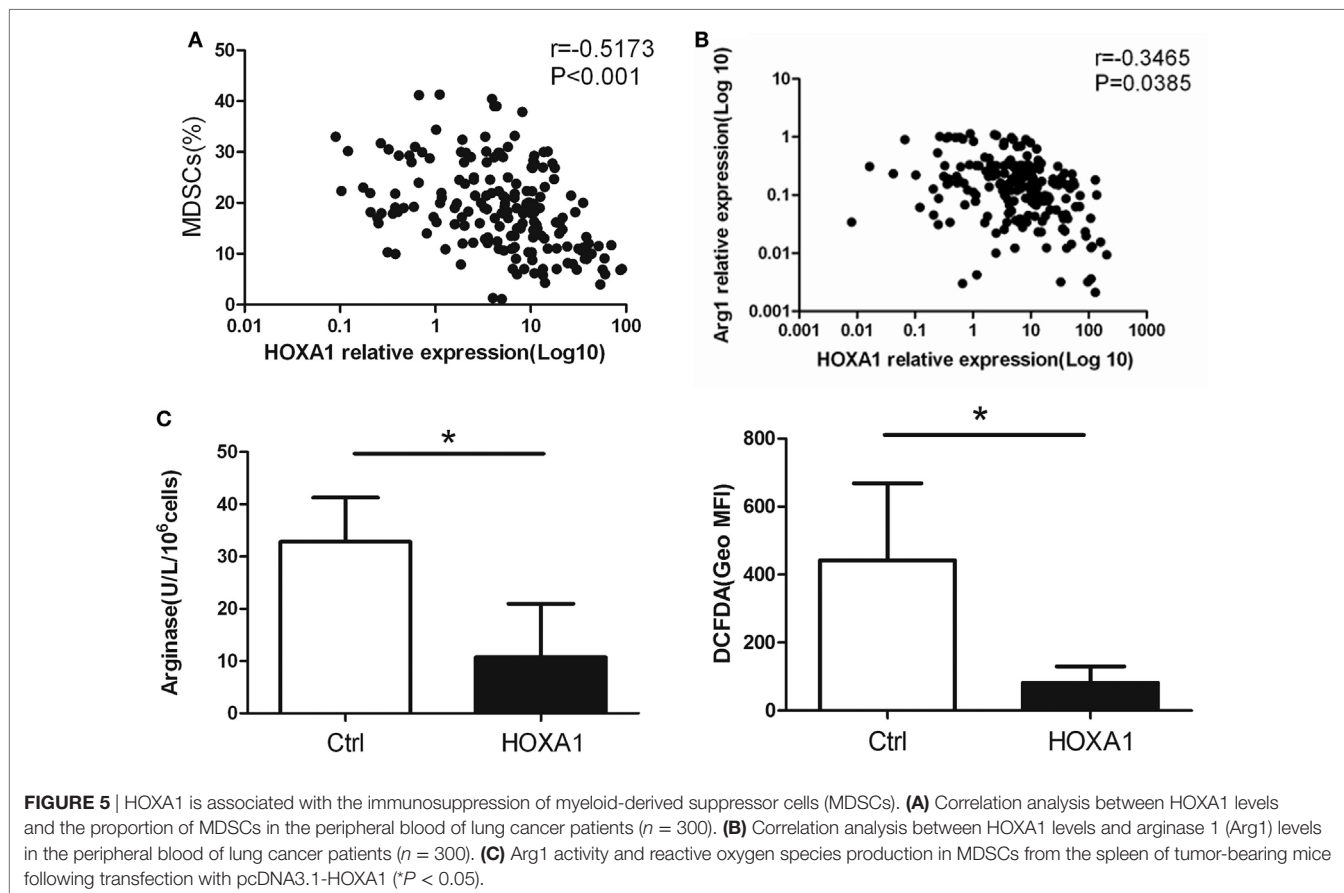 A
r=-0.5173
P<0.001
MDSCs(%)
50
40
30
20
10
0
0.01 0.1 1 10 100
HOXA1 relative expression(Log10)
B
r=-0.3465
P=0.0385
Arg1 relative expression(Log 10)
10
1
0.1
0.01
0.001
0.001 0.01 0.1 1 10 100 1000
HOXA1 relative expression(Log 10)
C
*
Arginase(U/L/10⁶cells)
50
40
30
20
10
0
Ctrl HOXA1
*
DCFDA(Geo MFI)
800
600
400
200
0
Ctrl HOXA1
FIGURE 5 | HOXA1 is associated with the immunosuppression of myeloid-derived suppressor cells (MDSCs). (A) Correlation analysis between HOXA1 levels
and the proportion of MDSCs in the peripheral blood of lung cancer patients (n = 300). (B) Correlation analysis between HOXA1 levels and arginase 1 (Arg1) levels
in the peripheral blood of lung cancer patients (n = 300). (C) Arg1 activity and reactive oxygen species production in MDSCs from the spleen of tumor-bearing mice
following transfection with pcDNA3.1-HOXA1 (*P < 0.05).